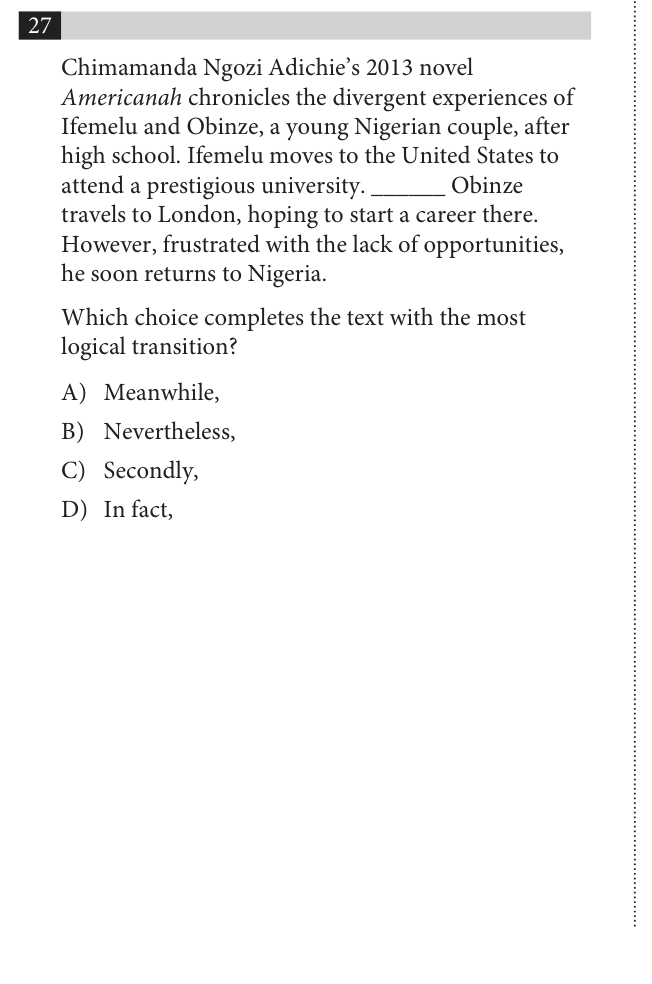 27
Chimamanda Ngozi Adichie’s 2013 novel
Americanah chronicles the divergent experiences of
Ifemelu and Obinze, a young Nigerian couple, after
high school. Ifemelu moves to the United States to
attend a prestigious university. ______ Obinze
travels to London, hoping to start a career there.
However, frustrated with the lack of opportunities,
he soon returns to Nigeria.
Which choice completes the text with the most
logical transition?
A) Meanwhile,
B) Nevertheless,
C) Secondly,
D) In fact,